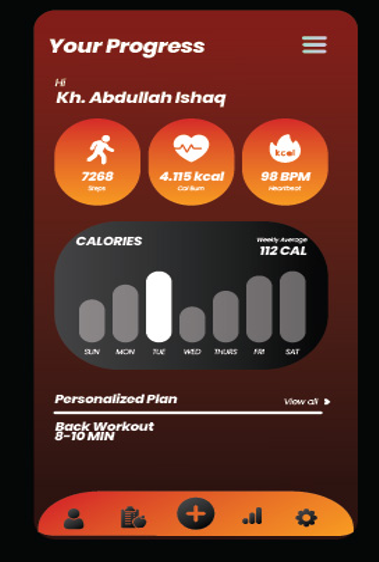 Your Progress
Hi
Kh. Abdullah Ishaq
kcal
7268
4.115 kcal
98 BPM
Steps
Cal Burn
Heartbeat
CALORIES
Weekly Average
112 CAL
SUN MON TUE WED THURS FRI SAT
Personalized Plan
View all
Back Workout
8-10 MIN